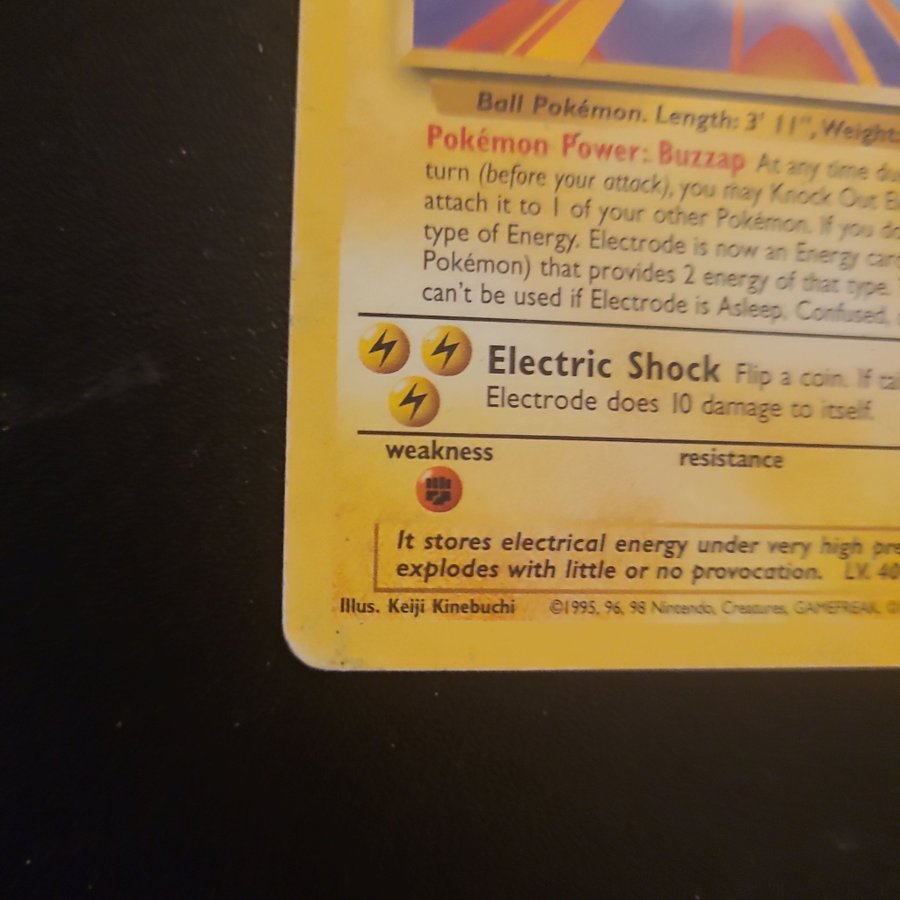 Ball Pokémon. Length: 3' 11", Weight:
Pokémon Power: Buzzap At any time du
turn (before your attack), you may Knock Out E
attach it to 1 of your other Pokémon. If you do
type of Energy. Electrode is now an Energy car
Pokémon) that provides 2 energy of that type.
can't be used if Electrode is Asleep, Confused,
Electric Shock Flip a coin. If tai
Electrode does 10 damage to itself.
weakness resistance
It stores electrical energy under very high pre
explodes with little or no provocation. LV. 40
Illus. Keiji Kinebuchi ©1995, 96, 98 Nintendo, Creatures, GAMEFREAK.